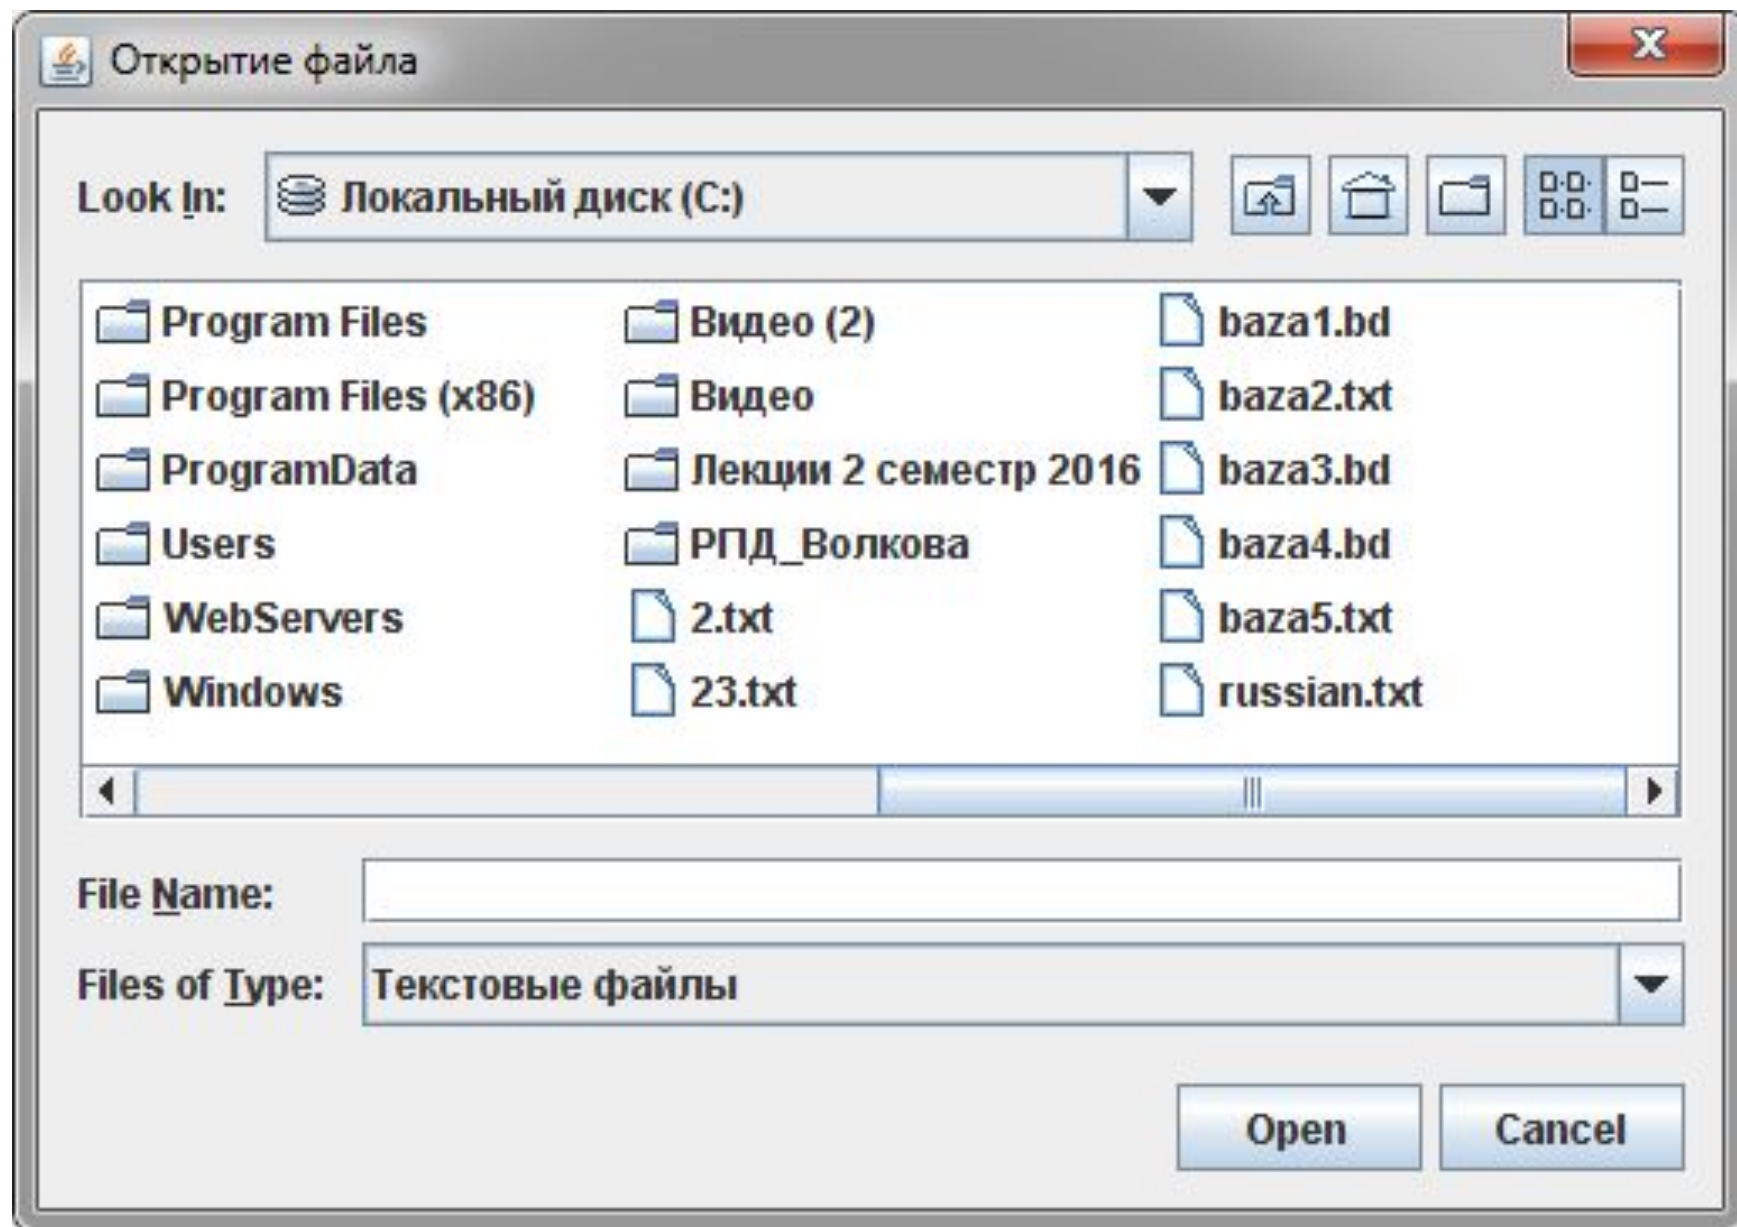 Открытие файла
Look In: Локальный диск (C:)
Program Files
Program Files (x86)
ProgramData
Users
WebServers
Windows
Видео (2)
Видео
Лекции 2 семестр 2016
РПД_Волкова
2.txt
23.txt
baza1.bd
baza2.txt
baza3.bd
baza4.bd
baza5.txt
russian.txt
File Name:
Files of Type: Текстовые файлы
Open Cancel